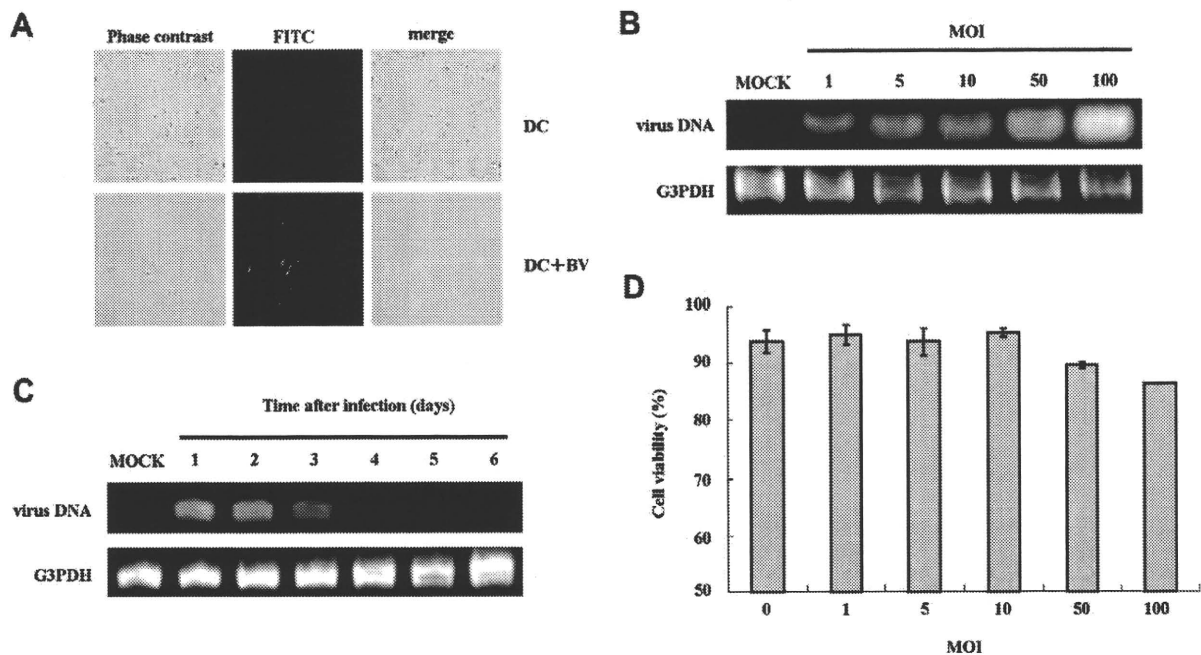 A
Phase contrast FITC merge
DC
DC+BV
B
MOI
MOCK 1 5 10 50 100
virus DNA
G3PDH
C
Time after infection (days)
MOCK 1 2 3 4 5 6
virus DNA
G3PDH
D
Cell viability (%)
100
90
80
70
60
50
0 1 5 10 50 100
MOI